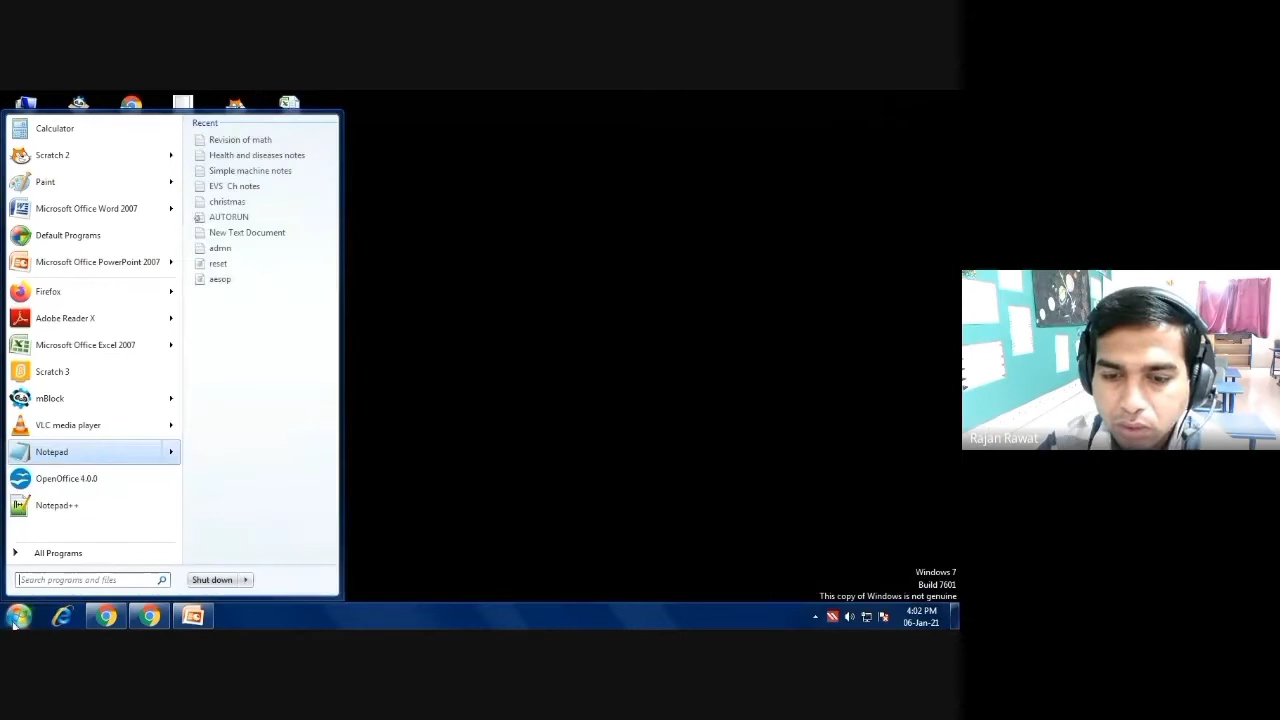 Calculator
Scratch 2
Paint
Microsoft Office Word 2007
Default Programs
Microsoft Office PowerPoint 2007
Firefox
Adobe Reader X
Microsoft Office Excel 2007
Scratch 3
mBlock
VLC media player
Notepad
OpenOffice 4.0.0
Notepad++
All Programs
Search programs and files
Recent
Revision of math
Health and diseases notes
Simple machine notes
EVS Ch notes
christmas
AUTORUN
New Text Document
admn
reset
aesop
Shut down
Windows 7
Build 7601
This copy of Windows is not genuine
4:02 PM
06-Jan-21
Rajan Rawat